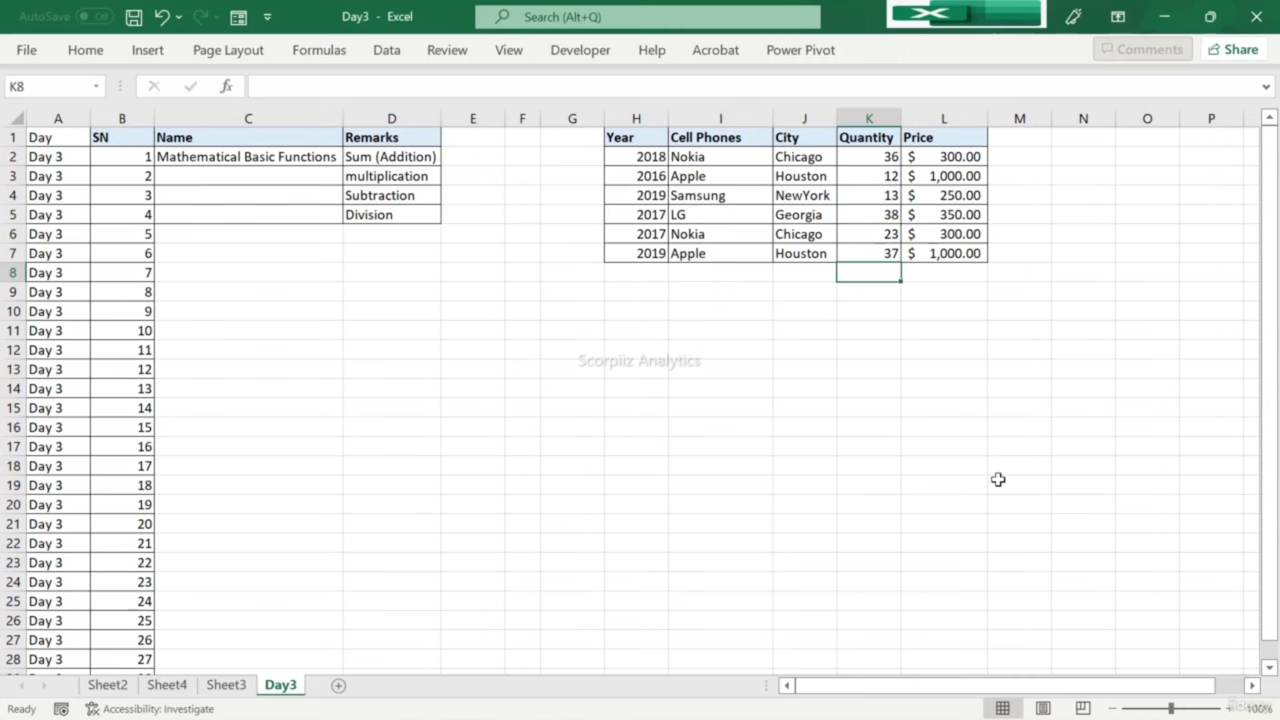 AutoSave Off Day3 - Excel Search (Alt+Q)
File Home Insert Page Layout Formulas Data Review View Developer Help Acrobat Power Pivot Comments Share
K8 fx
A B C D E F G H I J K L M N O P
1 Day SN Name Remarks Year Cell Phones City Quantity Price
2 Day 3 1 Mathematical Basic Functions Sum (Addition) 2018 Nokia Chicago 36 $ 300.00
3 Day 3 2 multiplication 2016 Apple Houston 12 $ 1,000.00
4 Day 3 3 Subtraction 2019 Samsung NewYork 13 $ 250.00
5 Day 3 4 Division 2017 LG Georgia 38 $ 350.00
6 Day 3 5 2017 Nokia Chicago 23 $ 300.00
7 Day 3 6 2019 Apple Houston 37 $ 1,000.00
8 Day 3 7
9 Day 3 8
10 Day 3 9
11 Day 3 10
12 Day 3 11
Scorpiiz Analytics
13 Day 3 12
14 Day 3 13
15 Day 3 14
16 Day 3 15
17 Day 3 16
18 Day 3 17
19 Day 3 18
20 Day 3 19
21 Day 3 20
22 Day 3 21
23 Day 3 22
24 Day 3 23
25 Day 3 24
26 Day 3 25
27 Day 3 26
28 Day 3 27
Sheet2 Sheet4 Sheet3 Day3
Ready Accessibility: Investigate 100%